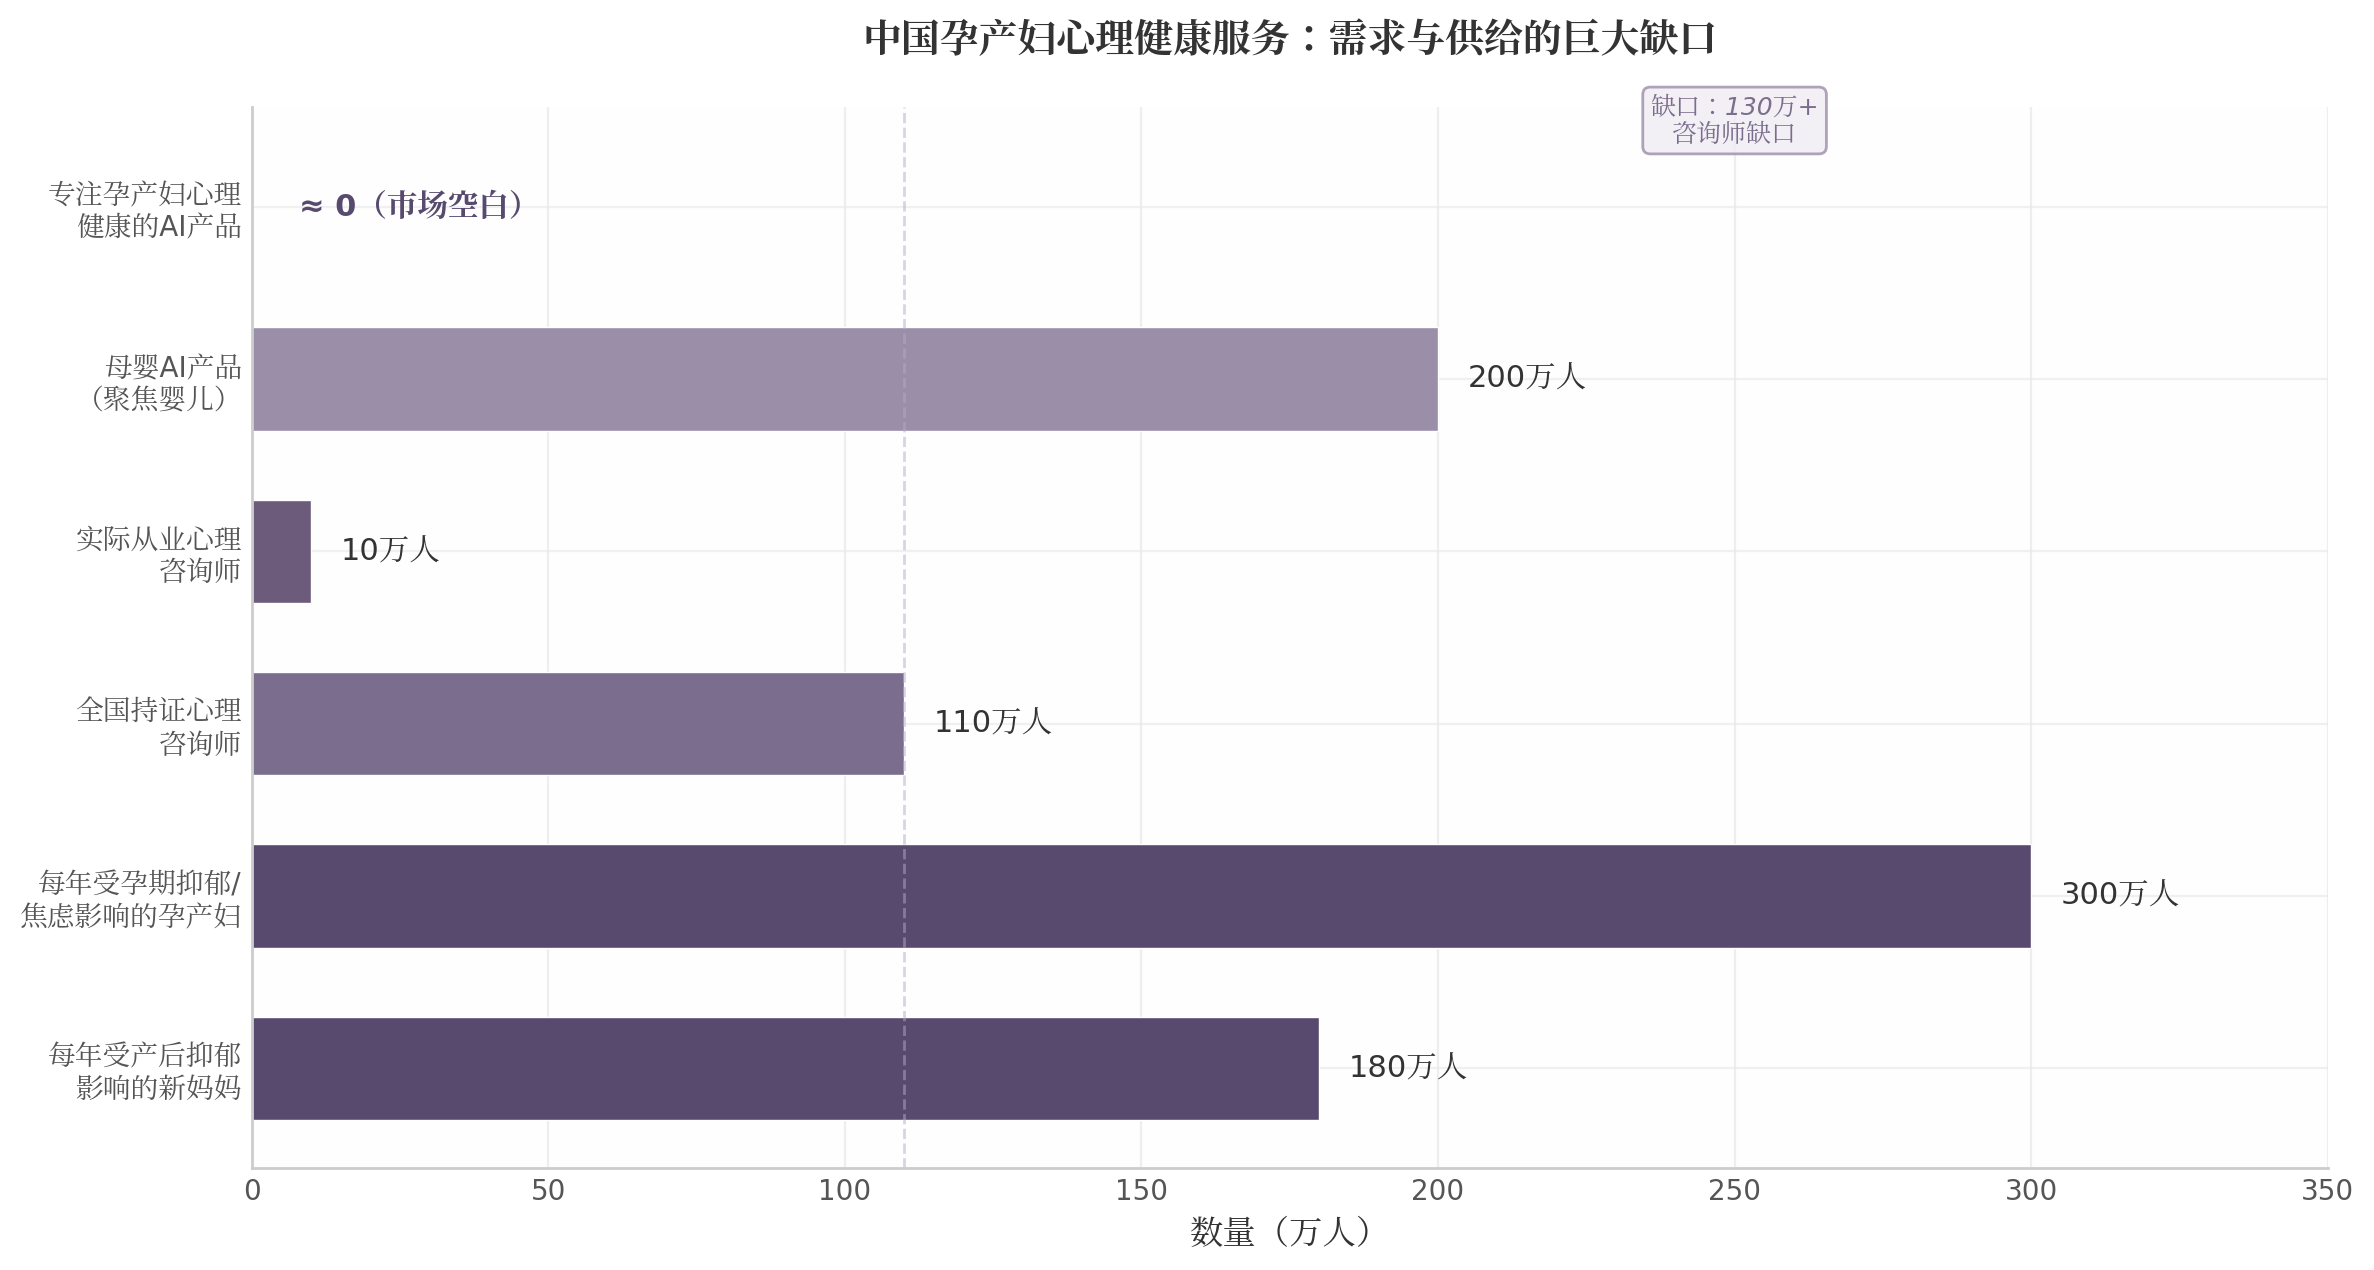 中国孕产妇心理健康服务：需求与供给的巨大缺口
缺口：130万+
咨询师缺口
专注孕产妇心理
健康的AI产品
≈ 0（市场空白）
母婴AI产品
（聚焦婴儿）
200万人
实际从业心理
咨询师
10万人
全国持证心理
咨询师
110万人
每年受孕期抑郁/
焦虑影响的孕产妇
300万人
每年受产后抑郁
影响的新妈妈
180万人
0 50 100 150 200 250 300 350
数量（万人）